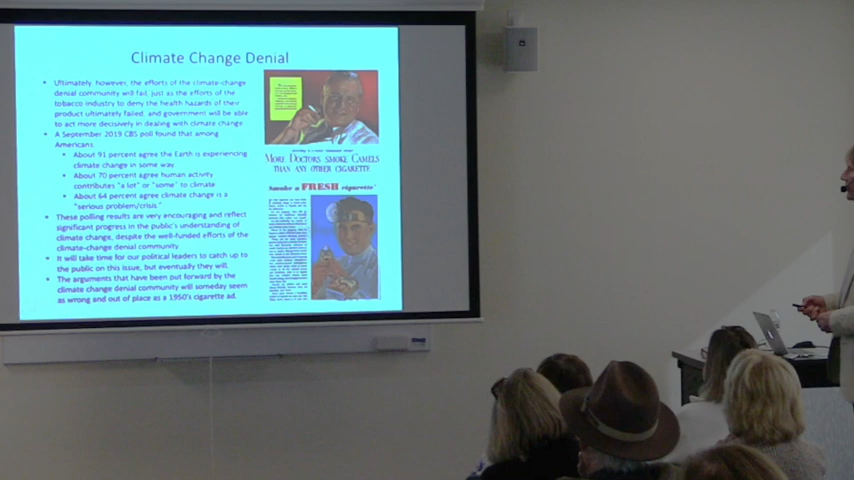 Climate Change Denial
Ultimately, however, the efforts of the climate-change
denial community will fail, just as the efforts of the
tobacco industry to deny the health hazards of their
product ultimately failed, and government will be able
to act more decisively in dealing with climate change
A September 2019 CBS poll found that among
Americans
About 91 percent agree the Earth is experiencing
climate change in some way
About 70 percent agree human activity
contributes "a lot" or "some" to climate
About 64 percent agree climate change is a
"serious problem/crisis."
These polling results are very encouraging and reflect
significant progress in the public's understanding of
climate change, despite the well-funded efforts of the
climate-change denial community
It will take time for our political leaders to catch up to
the public on this issue, but eventually they will.
The arguments that have been put forward by the
climate change denial community will someday seem
as wrong and out of place as a 1950's cigarette ad.
MORE DOCTORS SMOKE CAMELS
THAN ANY OTHER CIGARETTE
Smoke a FRESH cigarette